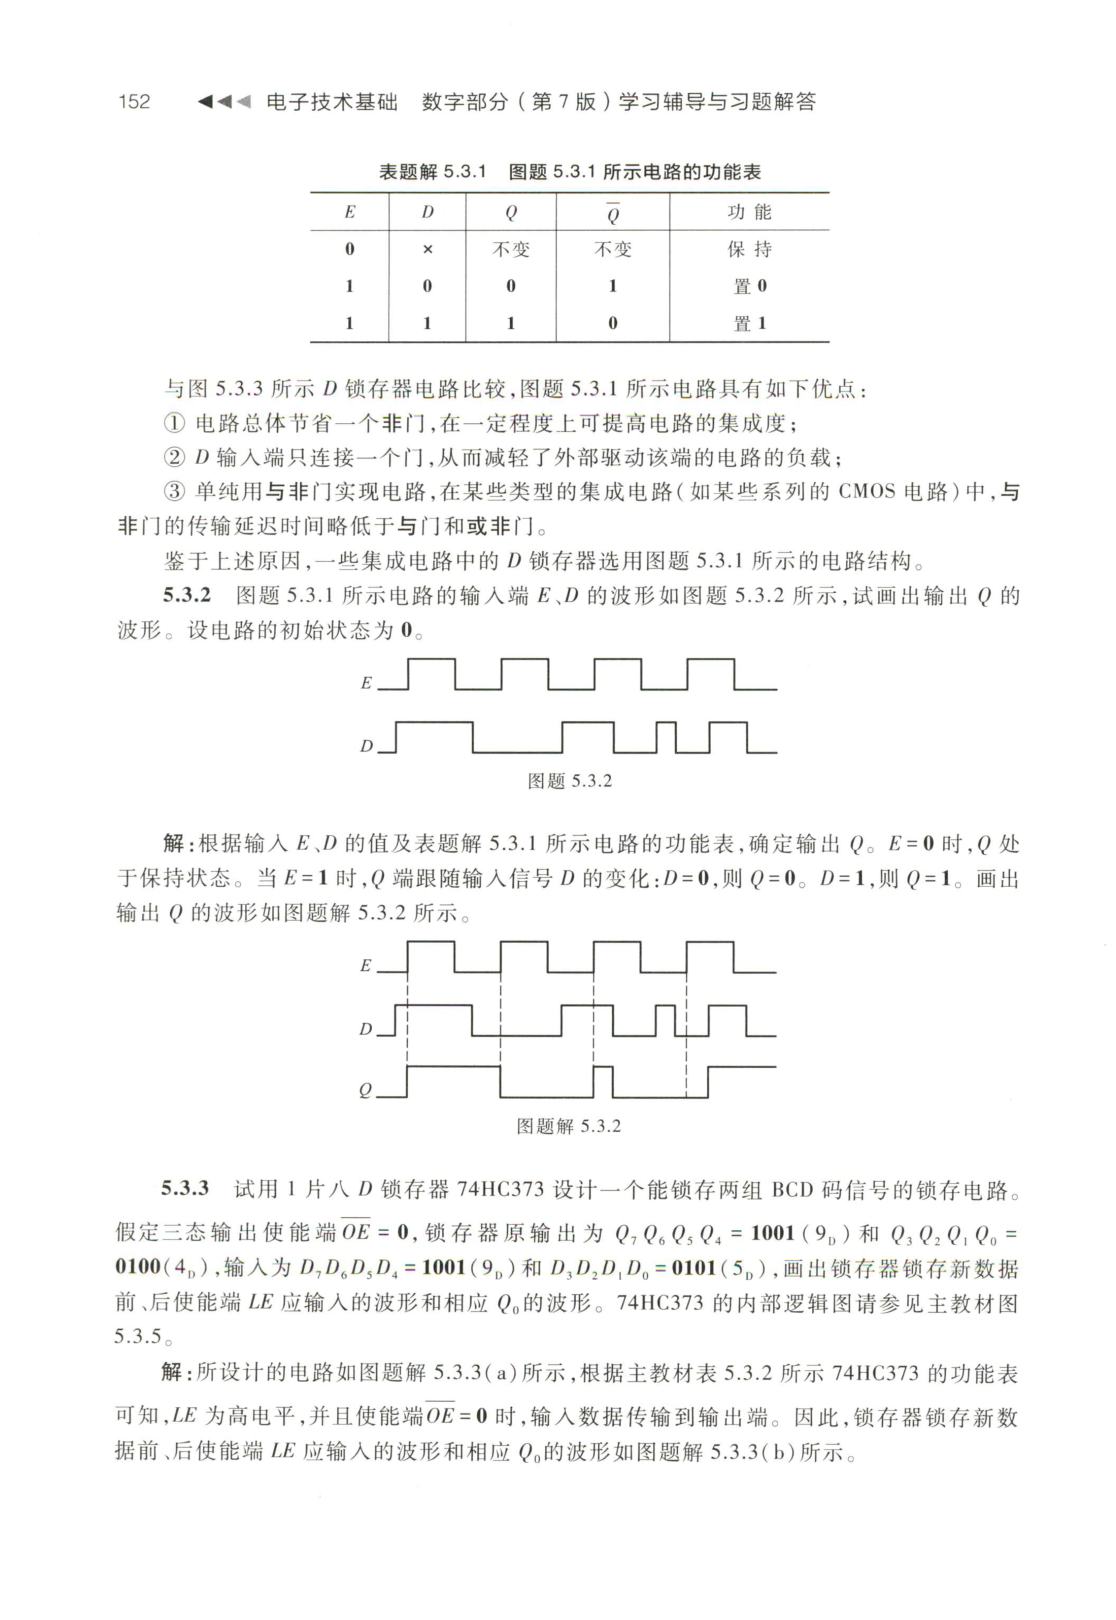 152 ◀◀◀ 电子技术基础 数字部分(第7版)学习辅导与习题解答
表题解 5.3.1 图题 5.3.1 所示电路的功能表
E D Q Q̅ 功能
0 × 不变 不变 保持
1 0 0 1 置 0
1 1 1 0 置 1
与图 5.3.3 所示 D 锁存器电路比较,图题 5.3.1 所示电路具有如下优点:
① 电路总体节省一个非门,在一定程度上可提高电路的集成度;
② D 输入端只连接一个门,从而减轻了外部驱动该端的电路的负载;
③ 单纯用与非门实现电路,在某些类型的集成电路(如某些系列的 CMOS 电路)中,与
非门的传输延迟时间略低于与门和或非门。
鉴于上述原因,一些集成电路中的 D 锁存器选用图题 5.3.1 所示的电路结构。
5.3.2 图题 5.3.1 所示电路的输入端 E、D 的波形如图题 5.3.2 所示,试画出输出 Q 的
波形。设电路的初始状态为 0。
E
D
图题 5.3.2
解:根据输入 E、D 的值及表题解 5.3.1 所示电路的功能表,确定输出 Q。E=0 时,Q 处
于保持状态。当 E=1 时,Q 端跟随输入信号 D 的变化:D=0,则 Q=0。D=1,则 Q=1。画出
输出 Q 的波形如图题解 5.3.2 所示。
E
D
Q
图题解 5.3.2
5.3.3 试用 1 片八 D 锁存器 74HC373 设计一个能锁存两组 BCD 码信号的锁存电路。
假定三态输出使能端 O̅E̅ = 0,锁存器原输出为 Q₇Q₆Q₅Q₄ = 1001(9_D)和 Q₃Q₂Q₁Q₀ =
0100(4_D),输入为 D₇D₆D₅D₄ = 1001(9_D)和 D₃D₂D₁D₀ = 0101(5_D),画出锁存器锁存新数据
前、后使能端 LE 应输入的波形和相应 Q₀的波形。74HC373 的内部逻辑图请参见主教材图
5.3.5。
解:所设计的电路如图题解 5.3.3(a)所示,根据主教材表 5.3.2 所示 74HC373 的功能表
可知,LE 为高电平,并且使能端 O̅E̅ = 0 时,输入数据传输到输出端。因此,锁存器锁存新数
据前、后使能端 LE 应输入的波形和相应 Q₀的波形如图题解 5.3.3(b)所示。